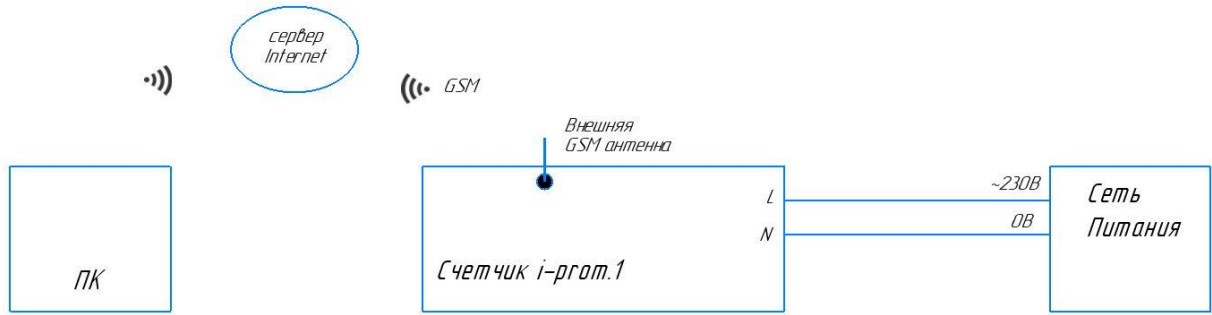 сервер
Internet
GSM
Внешняя
GSM антенна
L
~230В
Сеть
N
0В
Питания
ПК
Счетчик i-prom.1